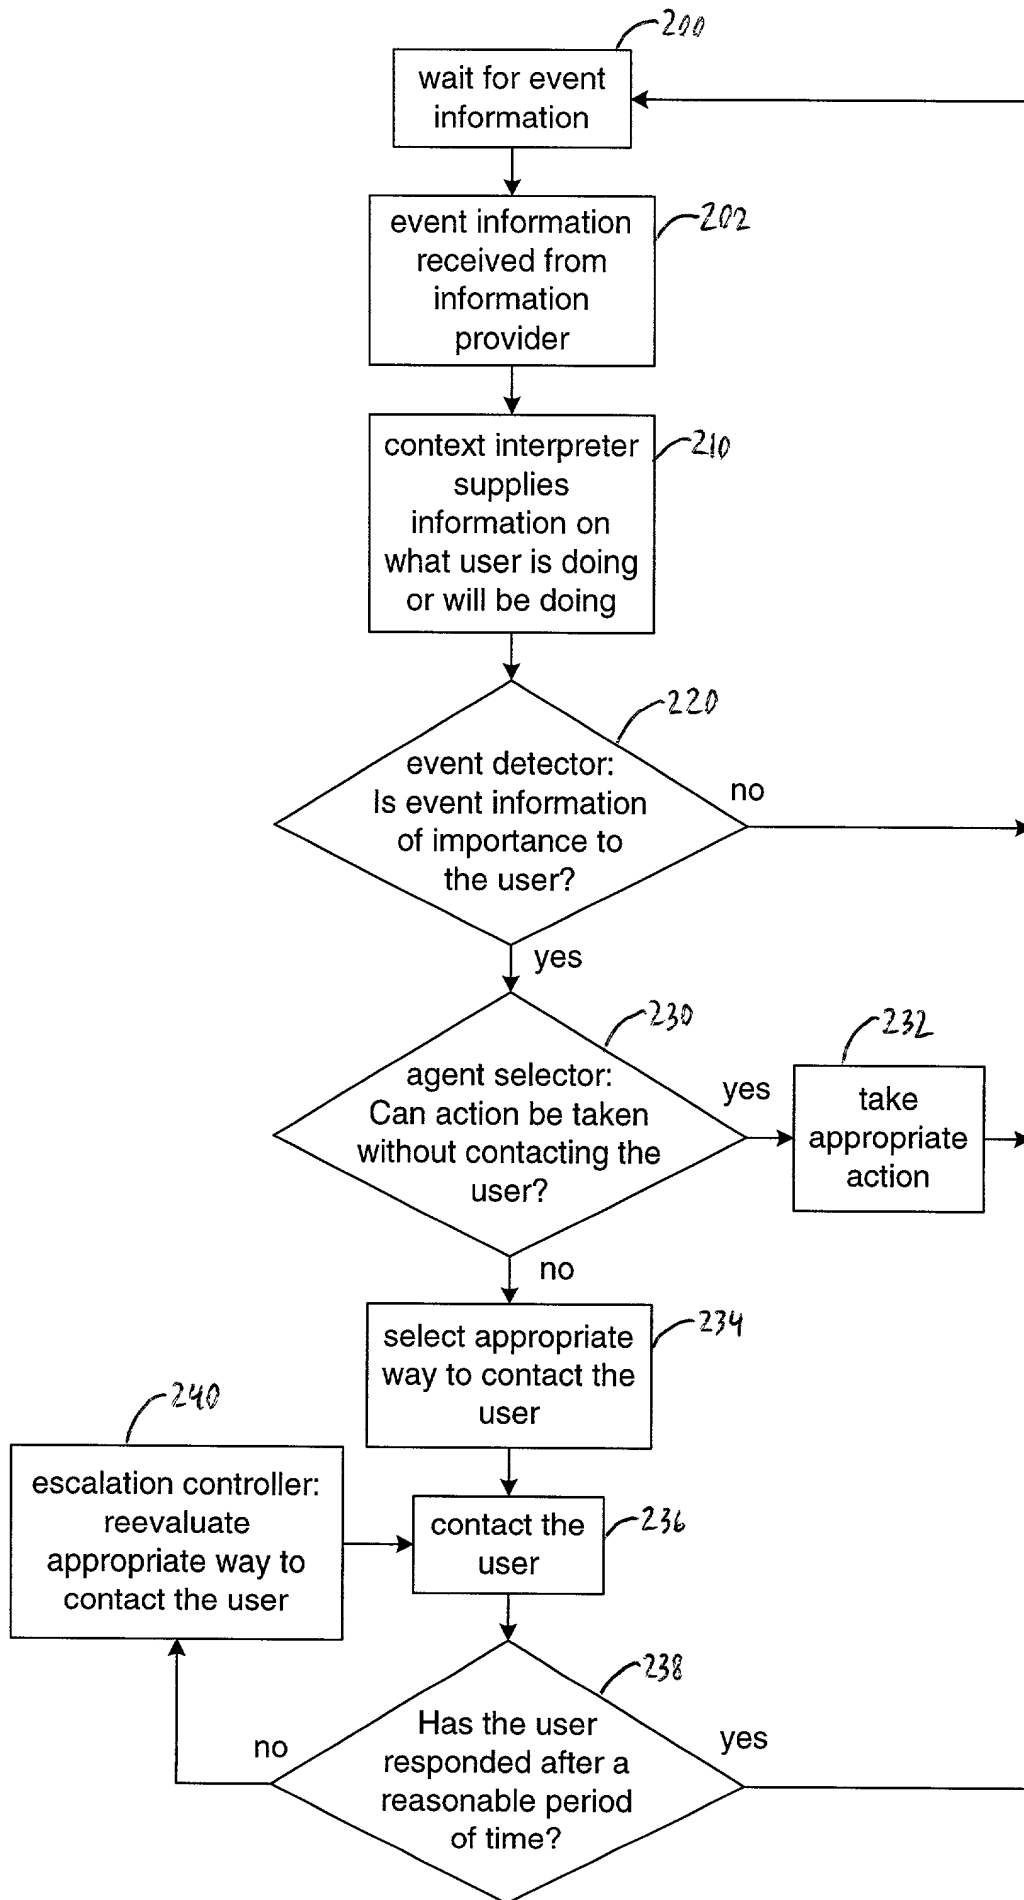 200
wait for event
information
202
event information
received from
information
provider
210
context interpreter
supplies
information on
what user is doing
or will be doing
220
event detector:
Is event information
of importance to
the user?
no
yes
230
agent selector:
Can action be taken
without contacting the
user?
yes
232
take
appropriate
action
no
234
select appropriate
way to contact the
user
240
escalation controller:
reevaluate
appropriate way to
contact the user
236
contact the
user
238
Has the user
responded after a
reasonable period
of time?
no
yes